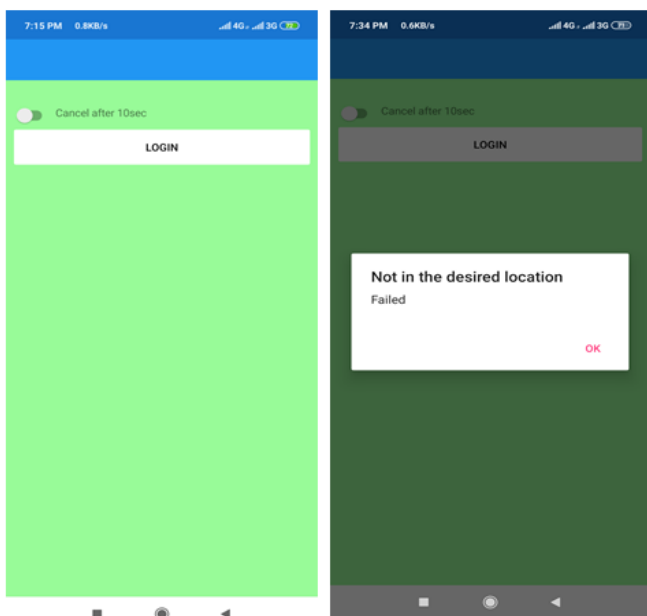 7:15 PM 0.8KB/s 4G 3G
Cancel after 10sec
LOGIN
7:34 PM 0.6KB/s 4G 3G
Cancel after 10sec
LOGIN
Not in the desired location
Failed
OK